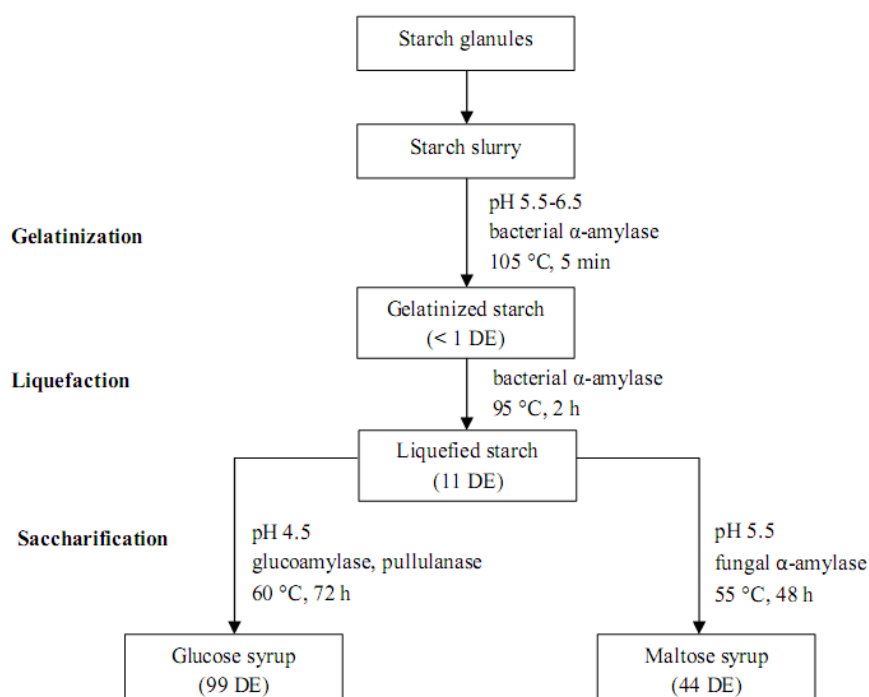 Starch glanules
Starch slurry
pH 5.5-6.5
bacterial α-amylase
105 °C, 5 min
Gelatinization
Gelatinized starch
(< 1 DE)
Liquefaction
bacterial α-amylase
95 °C, 2 h
Liquefied starch
(11 DE)
Saccharification
pH 4.5
glucoamylase, pullulanase
60 °C, 72 h
pH 5.5
fungal α-amylase
55 °C, 48 h
Glucose syrup
(99 DE)
Maltose syrup
(44 DE)